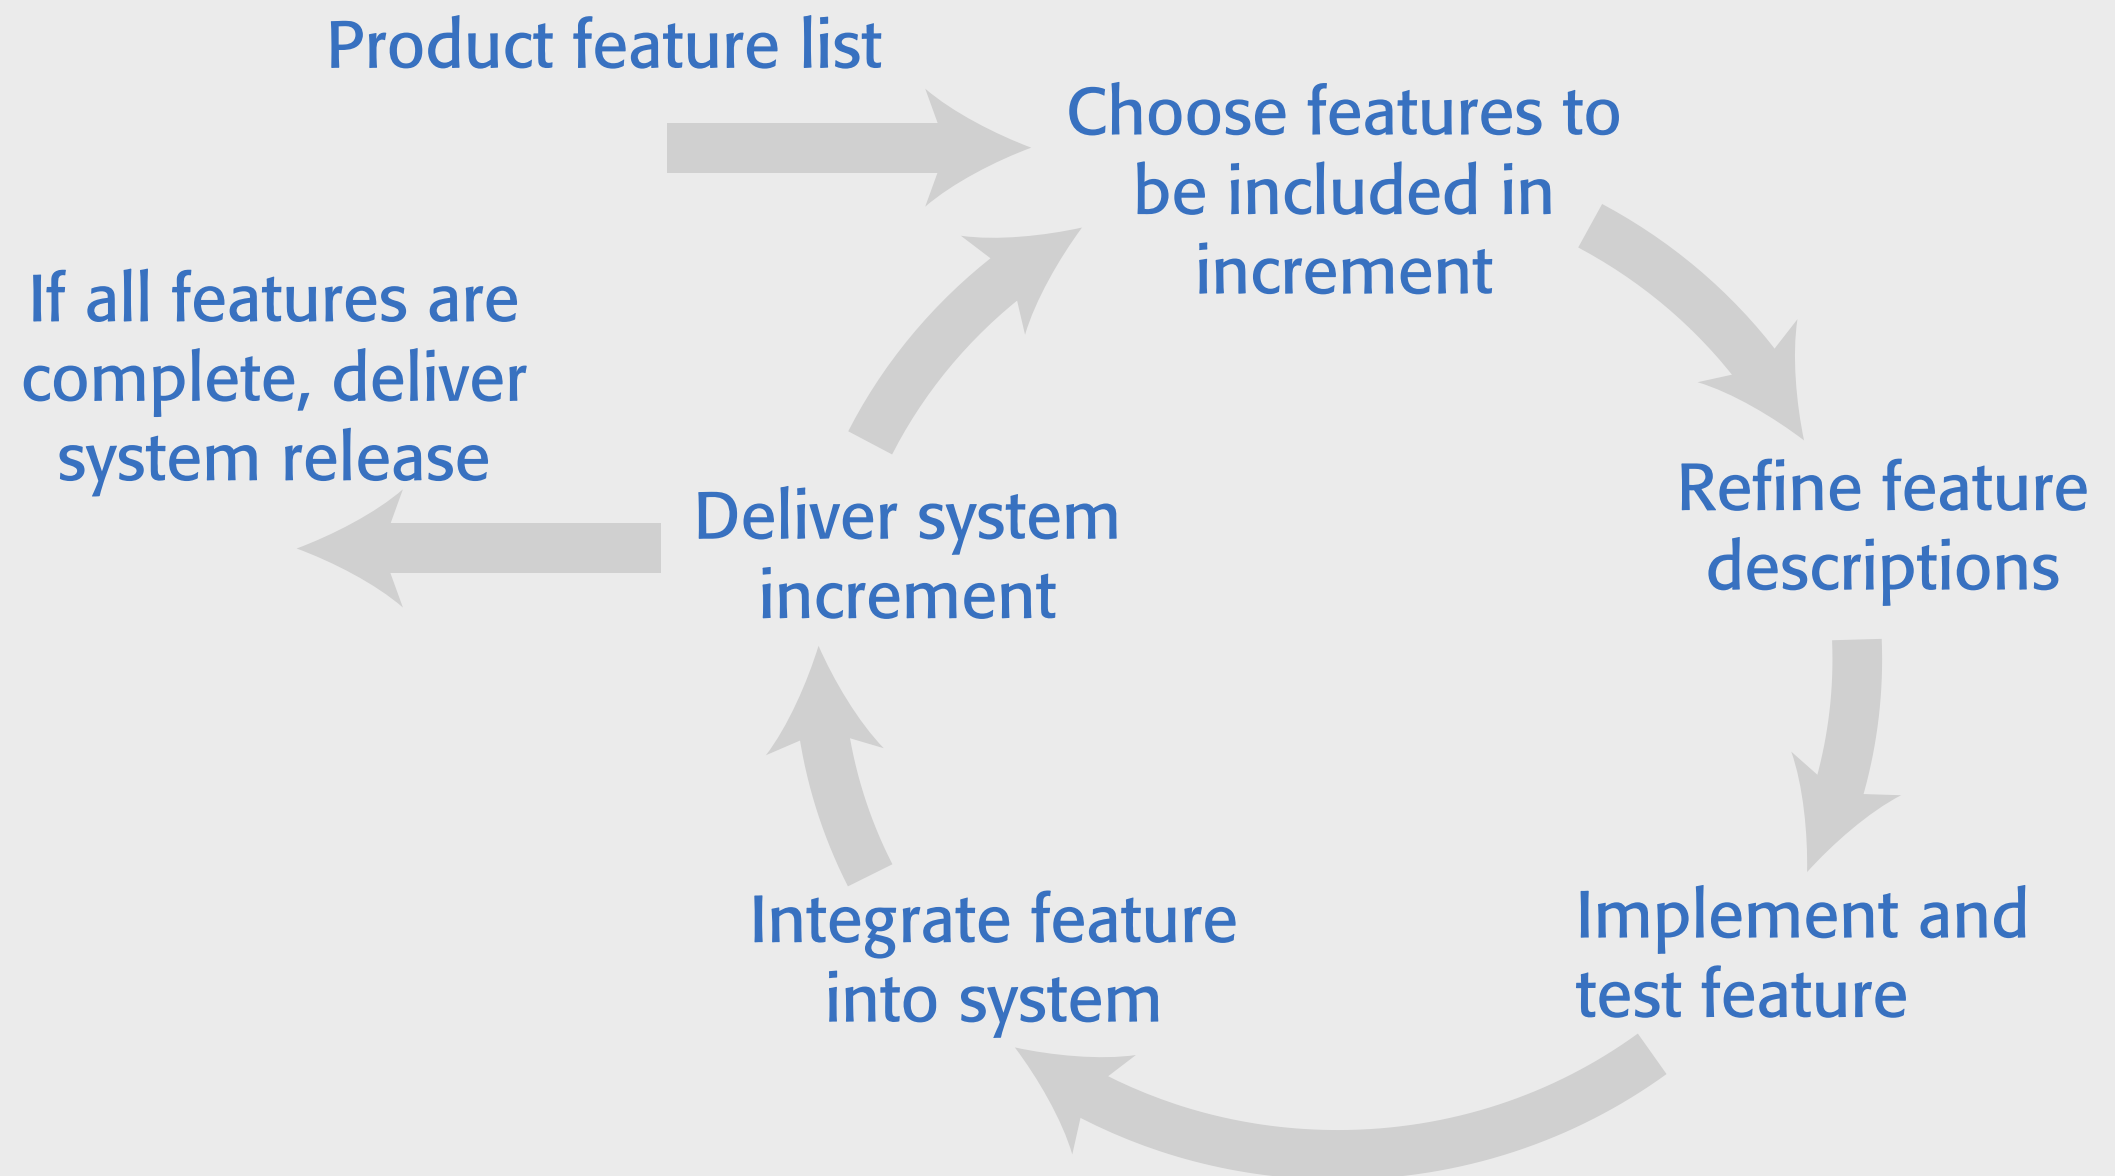 Product feature list
Choose features to
be included in
increment
Refine feature
descriptions
Implement and
test feature
Integrate feature
into system
Deliver system
increment
If all features are
complete, deliver
system release